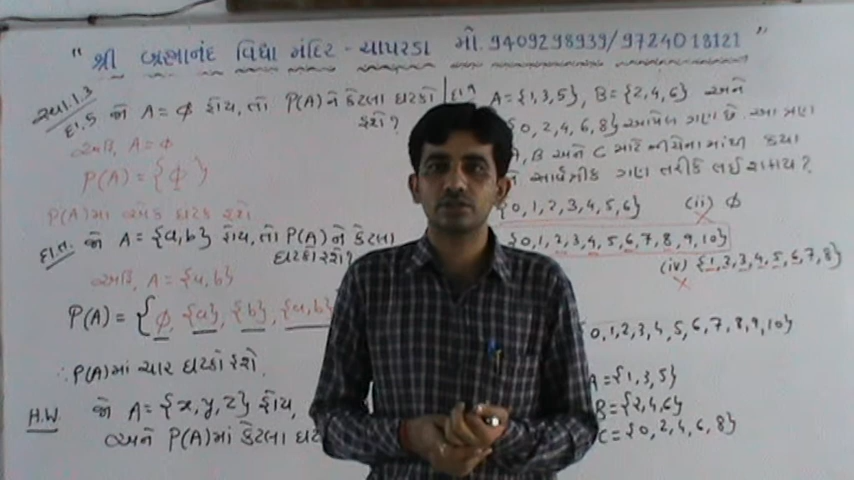 " શ્રી બ્રહ્માનંદ વિદ્યા મંદિર - ચાપરડા મો. 9409298939/9724018121 "
સ્વા.1.3
દા.5 જો A = ϕ હોય, તો P(A) ને કેટલા ઘટકો
હશે?
અહિ, A = ϕ
P(A) = {ϕ}
P(A)માં એક ઘટક હશે
દા.ત. જો A = {a,b} હોય, તો P(A) ને કેટલા
ઘટકો હશે?
અહિ, A = {a,b}
P(A) = {ϕ, {a}, {b}, {a,b}
∴ P(A)માં ચાર ઘટકો હશે.
H.W. જો A = {x,y,z} હોય,
અને P(A)માં કેટલા ઘટ
A = {1,3,5}, B = {2,4,6} અને
{0,2,4,6,8} આપેલ ગણ છે. આ ત્રણ
, B અને C માટે નીચેના માંથી કયા
ને સાર્વત્રીક ગણ તરીકે લઈ શકાય?
{0,1,2,3,4,5,6} (ii) ϕ
{0,1,2,3,4,5,6,7,8,9,10}
(iv) {1,2,3,4,5,6,7,8}
0,1,2,3,4,5,6,7,8,9,10}
A = {1,3,5}
B = {2,4,6}
C = {0,2,4,6,8}